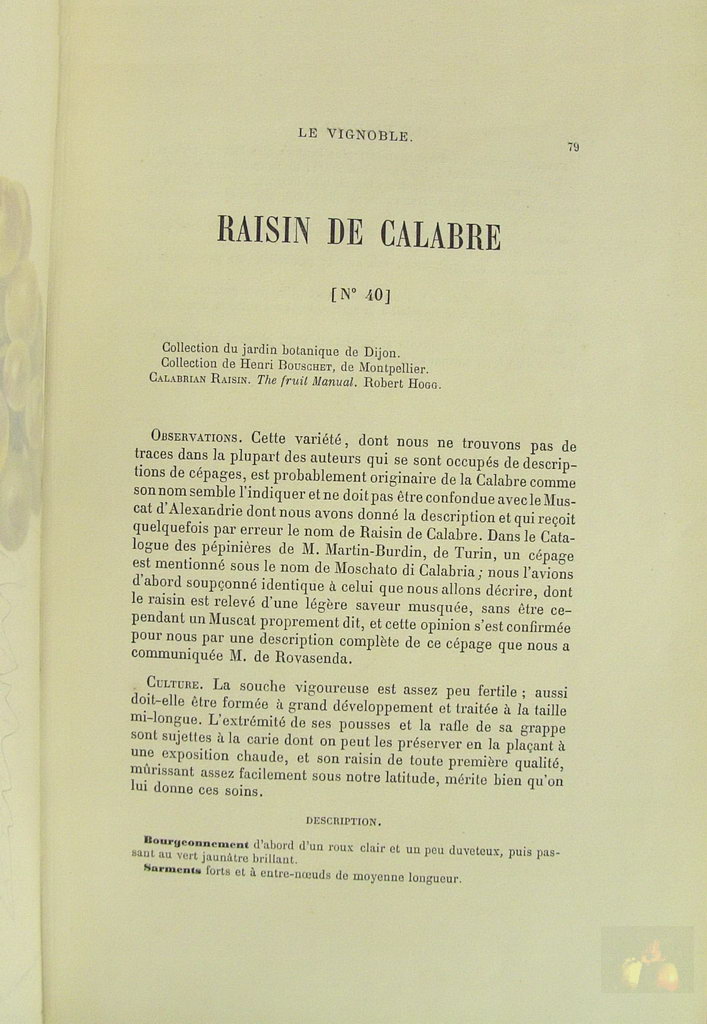 LE VIGNOBLE.
79
RAISIN DE CALABRE
[N° 40]
Collection du jardin botanique de Dijon.
Collection de Henri BOUSCHET, de Montpellier.
CALABRIAN RAISIN. The fruit Manual. Robert HOGG.
OBSERVATIONS. Cette variété, dont nous ne trouvons pas de
traces dans la plupart des auteurs qui se sont occupés de descrip-
tions de cépages, est probablement originaire de la Calabre comme
son nom semble l'indiquer et ne doit pas être confondue avec le Mus-
cat d'Alexandrie dont nous avons donné la description et qui reçoit
quelquefois par erreur le nom de Raisin de Calabre. Dans le Cata-
logue des pépinières de M. Martin-Burdin, de Turin, un cépage
est mentionné sous le nom de Moschato di Calabria; nous l'avions
d'abord soupçonné identique à celui que nous allons décrire, dont
le raisin est relevé d'une légère saveur musquée, sans être ce-
pendant un Muscat proprement dit, et cette opinion s'est confirmée
pour nous par une description complète de ce cépage que nous a
communiquée M. de Rovasenda.
CULTURE. La souche vigoureuse est assez peu fertile ; aussi
doit-elle être formée à grand développement et traitée à la taille
mi-longue. L'extrémité de ses pousses et la rafle de sa grappe
sont sujettes à la carie dont on peut les préserver en la plaçant à
une exposition chaude, et son raisin de toute première qualité,
mûrissant assez facilement sous notre latitude, mérite bien qu'on
lui donne ces soins.
DESCRIPTION.
Bourgeonnement d'abord d'un roux clair et un peu duveteux, puis pas-
sant au vert jaunâtre brillant.
Sarments forts et à entre-nœuds de moyenne longueur.